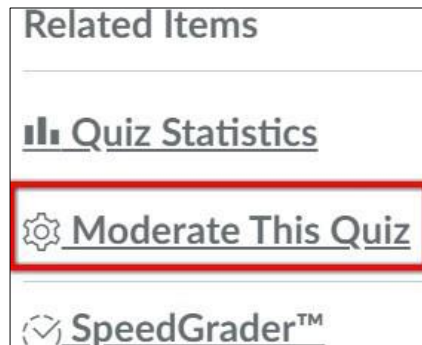 Related Items
Quiz Statistics
Moderate This Quiz
SpeedGrader™